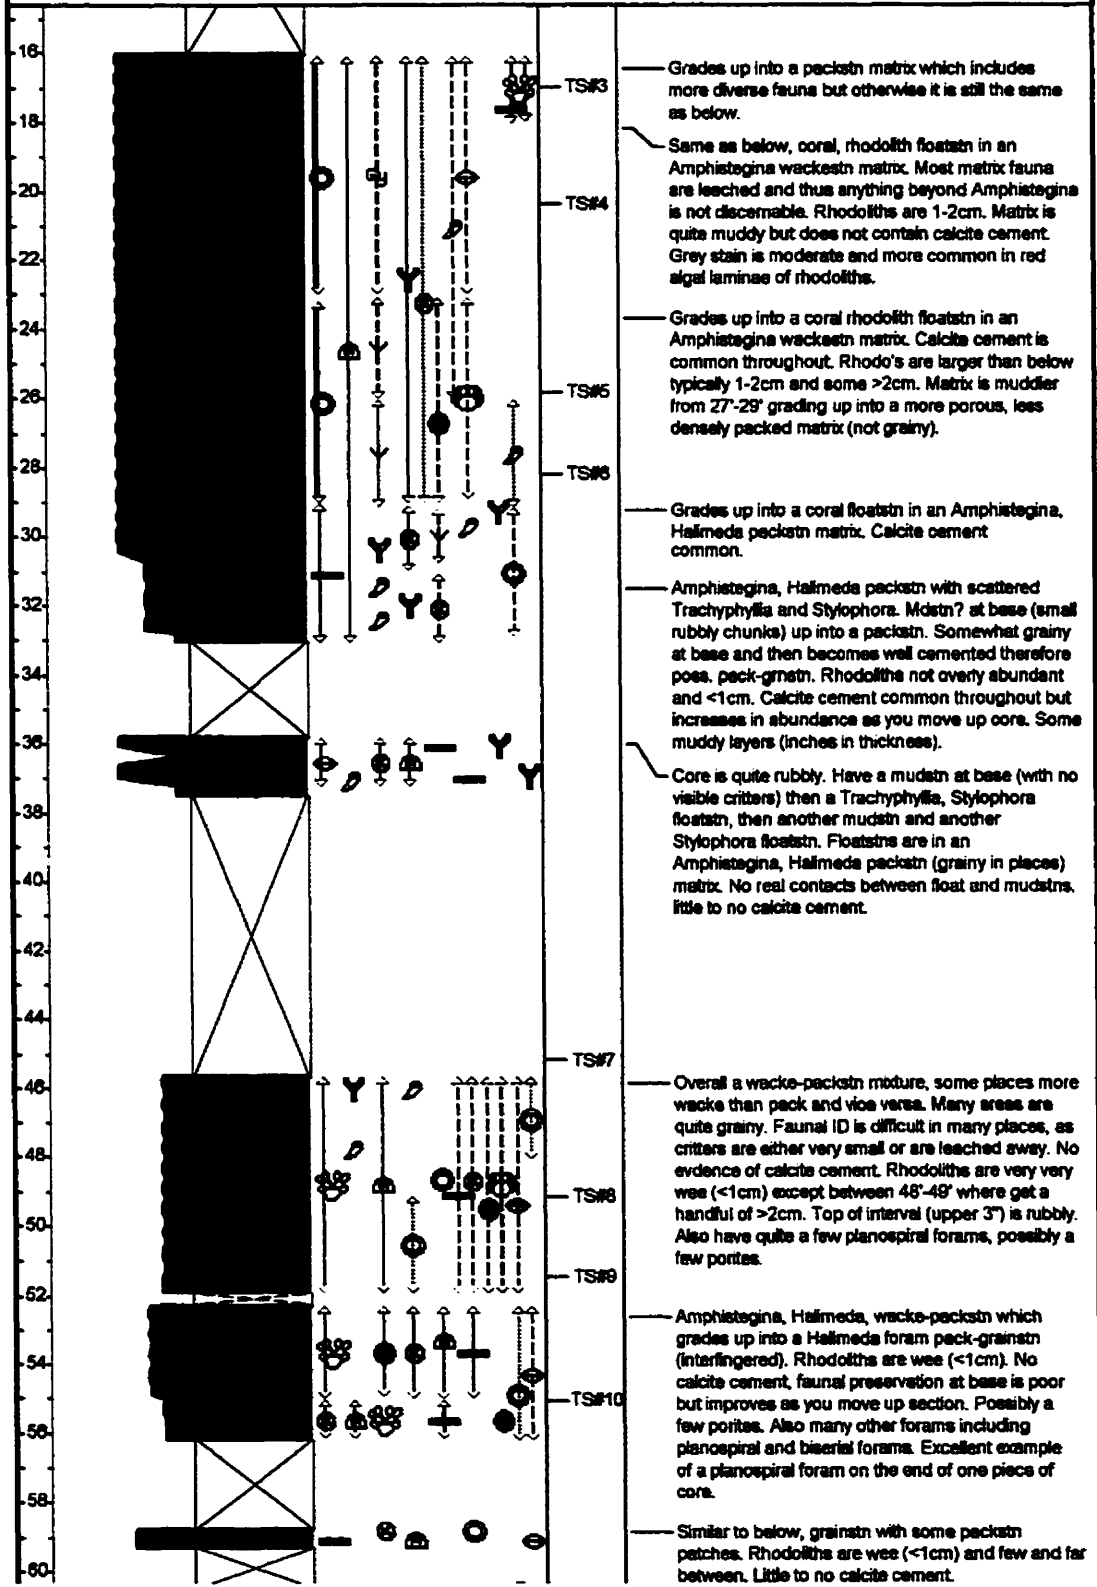 16
18
20
22
24
26
28
30
32
34
36
38
40
42
44
46
48
50
52
54
56
58
60
TS#3
TS#4
TS#5
TS#6
TS#7
TS#8
TS#9
TS#10
Grades up into a packstn matrix which includes
more diverse fauna but otherwise it is still the same
as below.
Same as below, coral, rhodolith floatstn in an
Amphistegina wackestn matrix. Most matrix fauna
are leached and thus anything beyond Amphistegina
is not discernable. Rhodoliths are 1-2cm. Matrix is
quite muddy but does not contain calcite cement.
Grey stain is moderate and more common in red
algal laminae of rhodoliths.
Grades up into a coral rhodolith floatstn in an
Amphistegina wackestn matrix. Calcite cement is
common throughout. Rhodo's are larger than below
typically 1-2cm and some >2cm. Matrix is muddier
from 27'-29' grading up into a more porous, less
densely packed matrix (not grainy).
Grades up into a coral floatstn in an Amphistegina,
Halimeda packstn matrix. Calcite cement
common.
Amphistegina, Halimeda packstn with scattered
Trachyphyllia and Stylophora. Mdstn? at base (small
rubbly chunks) up into a packstn. Somewhat grainy
at base and then becomes well cemented therefore
poss. pack-grnstn. Rhodoliths not overly abundant
and <1cm. Calcite cement common throughout but
increases in abundance as you move up core. Some
muddy layers (inches in thickness).
Core is quite rubbly. Have a mudstn at base (with no
visible critters) then a Trachyphyllia, Stylophora
floatstn, then another mudstn and another
Stylophora floatstn. Floatstns are in an
Amphistegina, Halimeda packstn (grainy in places)
matrix. No real contacts between float and mudstns.
little to no calcite cement.
Overall a wacke-packstn mixture, some places more
wacke than pack and vice versa. Many areas are
quite grainy. Faunal ID is difficult in many places, as
critters are either very small or are leached away. No
evdence of calcite cement. Rhodoliths are very very
wee (<1cm) except between 48'-49' where get a
handful of >2cm. Top of interval (upper 3") is rubbly.
Also have quite a few planospiral forams, possibly a
few porites.
Amphistegina, Halimeda, wacke-packstn which
grades up into a Halimeda foram pack-grainstn
(interfingered). Rhodoliths are wee (<1cm). No
calcite cement, faunal preservation at base is poor
but improves as you move up section. Possibly a
few porites. Also many other forams including
planospiral and biserial forams. Excellent example
of a planospiral foram on the end of one piece of
core.
Similar to below, grainstn with some packstn
patches. Rhodoliths are wee (<1cm) and few and far
between. Little to no calcite cement.